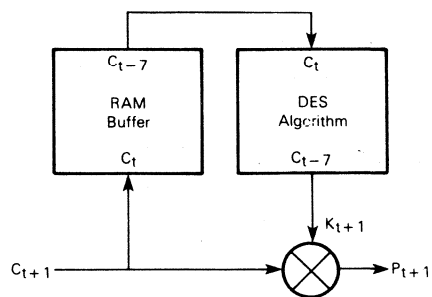 C_{t-7}
RAM
Buffer
C_t
C_t
DES
Algorithm
C_{t-7}
K_{t+1}
C_{t+1}
P_{t+1}